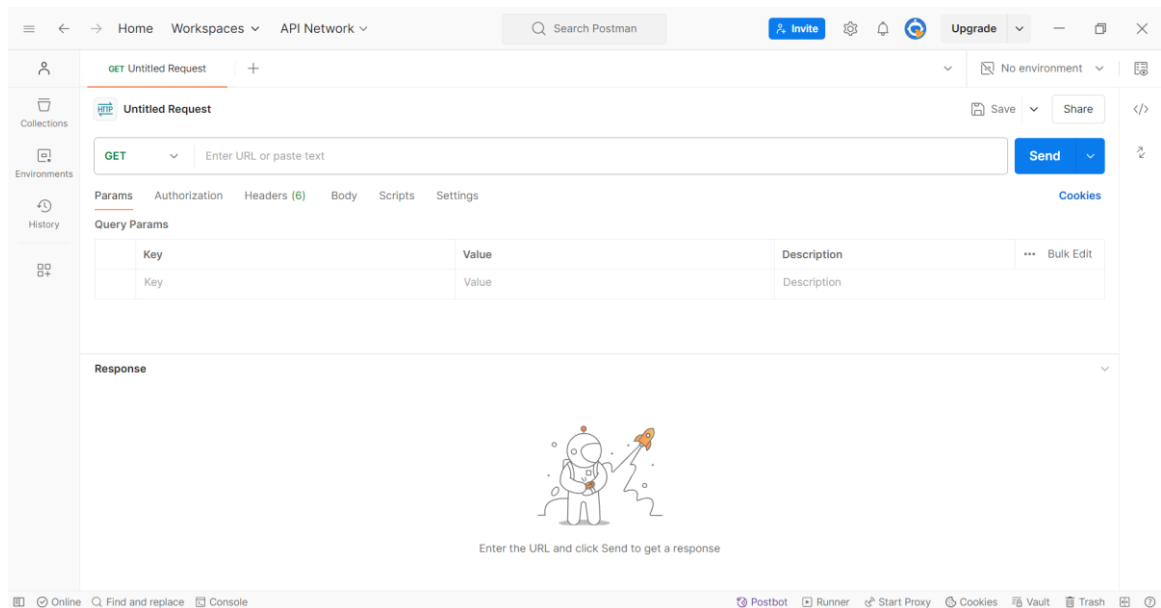 Home Workspaces API Network Search Postman Invite Upgrade
GET Untitled Request No environment
HTTP Untitled Request Save Share
Collections
GET Enter URL or paste text Send
Environments
Params Authorization Headers (6) Body Scripts Settings Cookies
History
Query Params
Key Value Description Bulk Edit
Key Value Description
Response
Enter the URL and click Send to get a response
Online Find and replace Console Postbot Runner Start Proxy Cookies Vault Trash